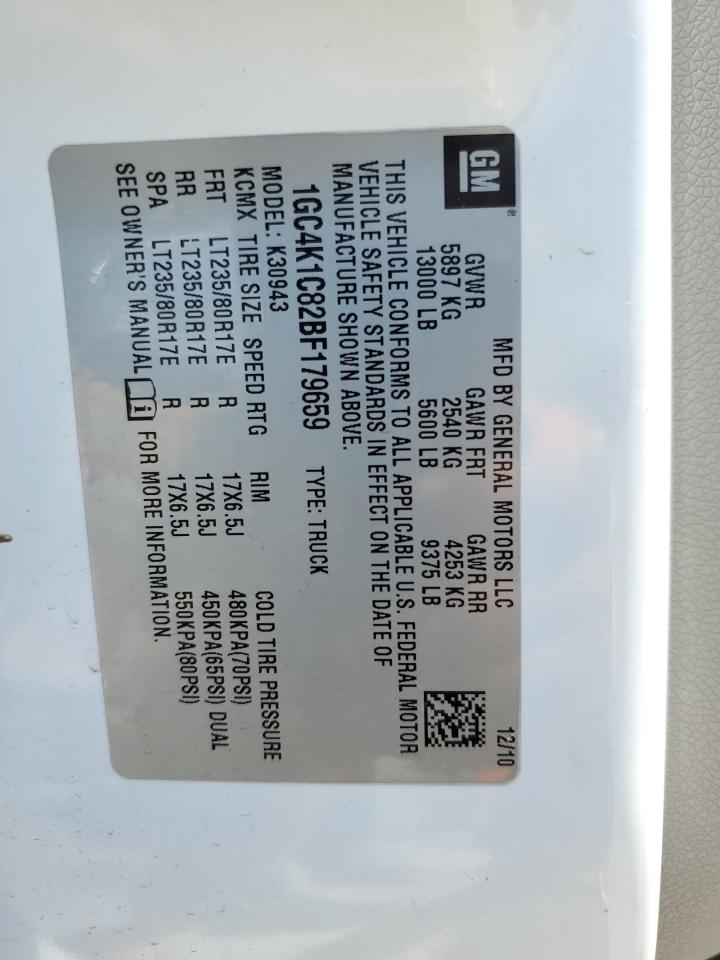 GM®
MFD BY GENERAL MOTORS LLC 12/10
GVWR GAWR FRT GAWR RR
5897 KG 2540 KG 4253 KG
13000 LB 5600 LB 9375 LB
THIS VEHICLE CONFORMS TO ALL APPLICABLE U.S. FEDERAL MOTOR
VEHICLE SAFETY STANDARDS IN EFFECT ON THE DATE OF
MANUFACTURE SHOWN ABOVE.
1GC4K1C82BF179659 TYPE: TRUCK
MODEL: K30943
KCMX TIRE SIZE SPEED RTG RIM COLD TIRE PRESSURE
FRT LT235/80R17E R 17X6.5J 480KPA(70PSI)
RR LT235/80R17E R 17X6.5J 450KPA(65PSI) DUAL
SPA LT235/80R17E R 17X6.5J 550KPA(80PSI)
SEE OWNER'S MANUAL i FOR MORE INFORMATION.